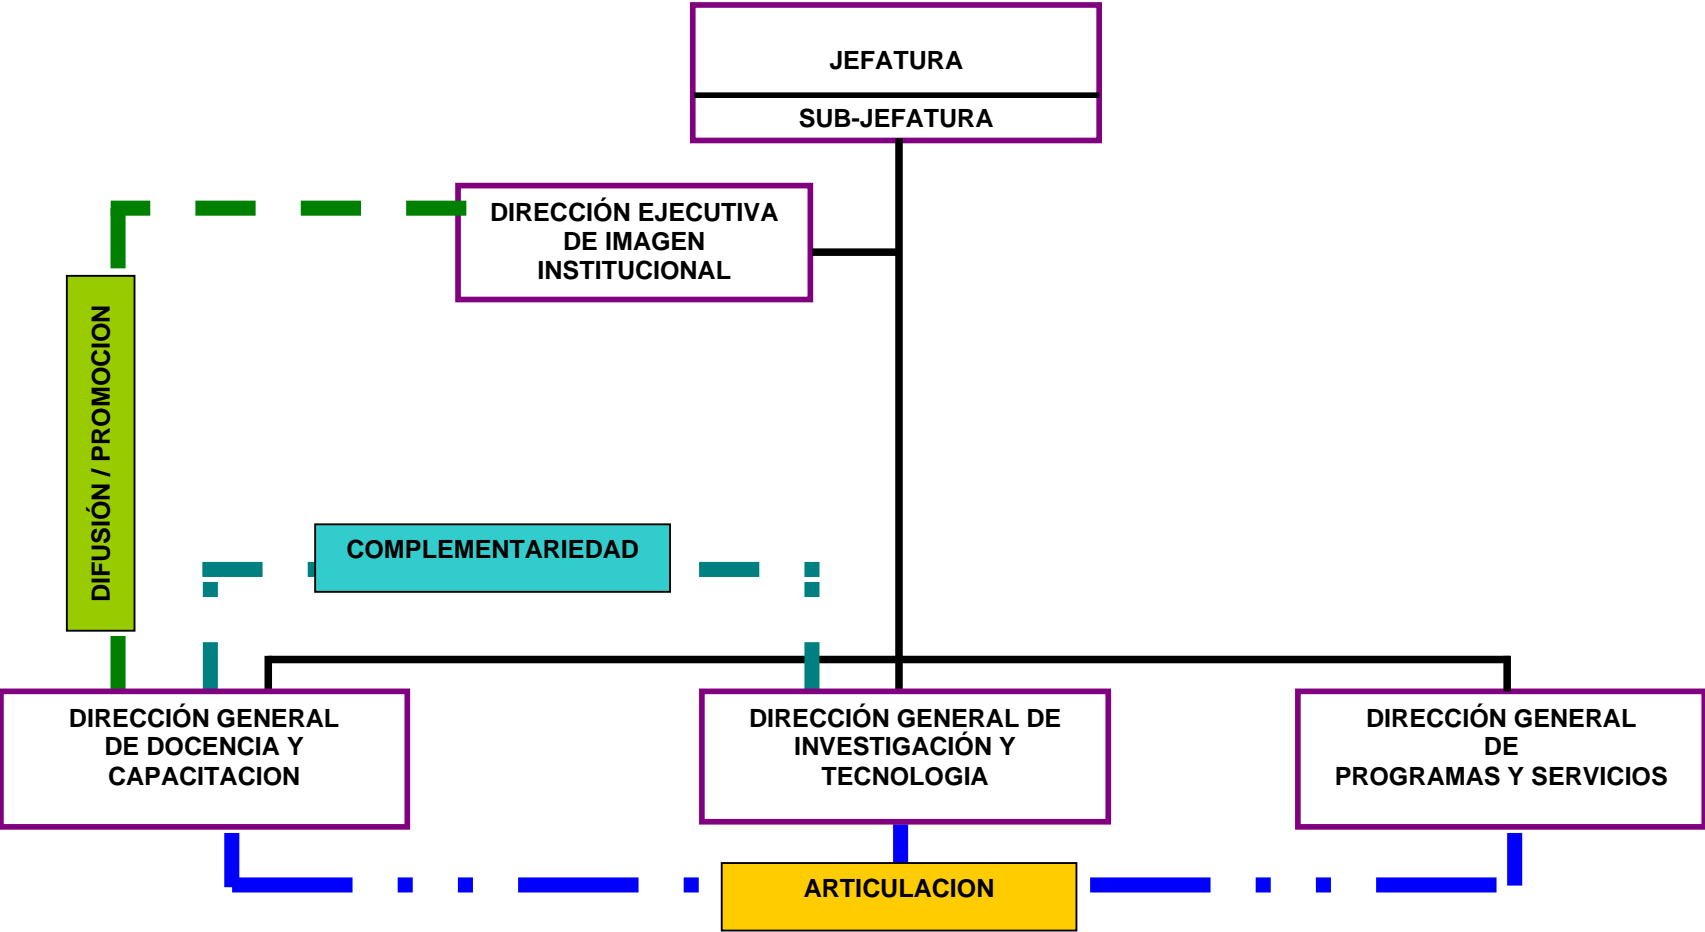 JEFATURA
SUB-JEFATURA
DIRECCIÓN EJECUTIVA
DE IMAGEN
INSTITUCIONAL
DIFUSIÓN / PROMOCION
COMPLEMENTARIEDAD
DIRECCIÓN GENERAL
DE DOCENCIA Y
CAPACITACION
DIRECCIÓN GENERAL DE
INVESTIGACIÓN Y
TECNOLOGIA
DIRECCIÓN GENERAL
DE
PROGRAMAS Y SERVICIOS
ARTICULACION